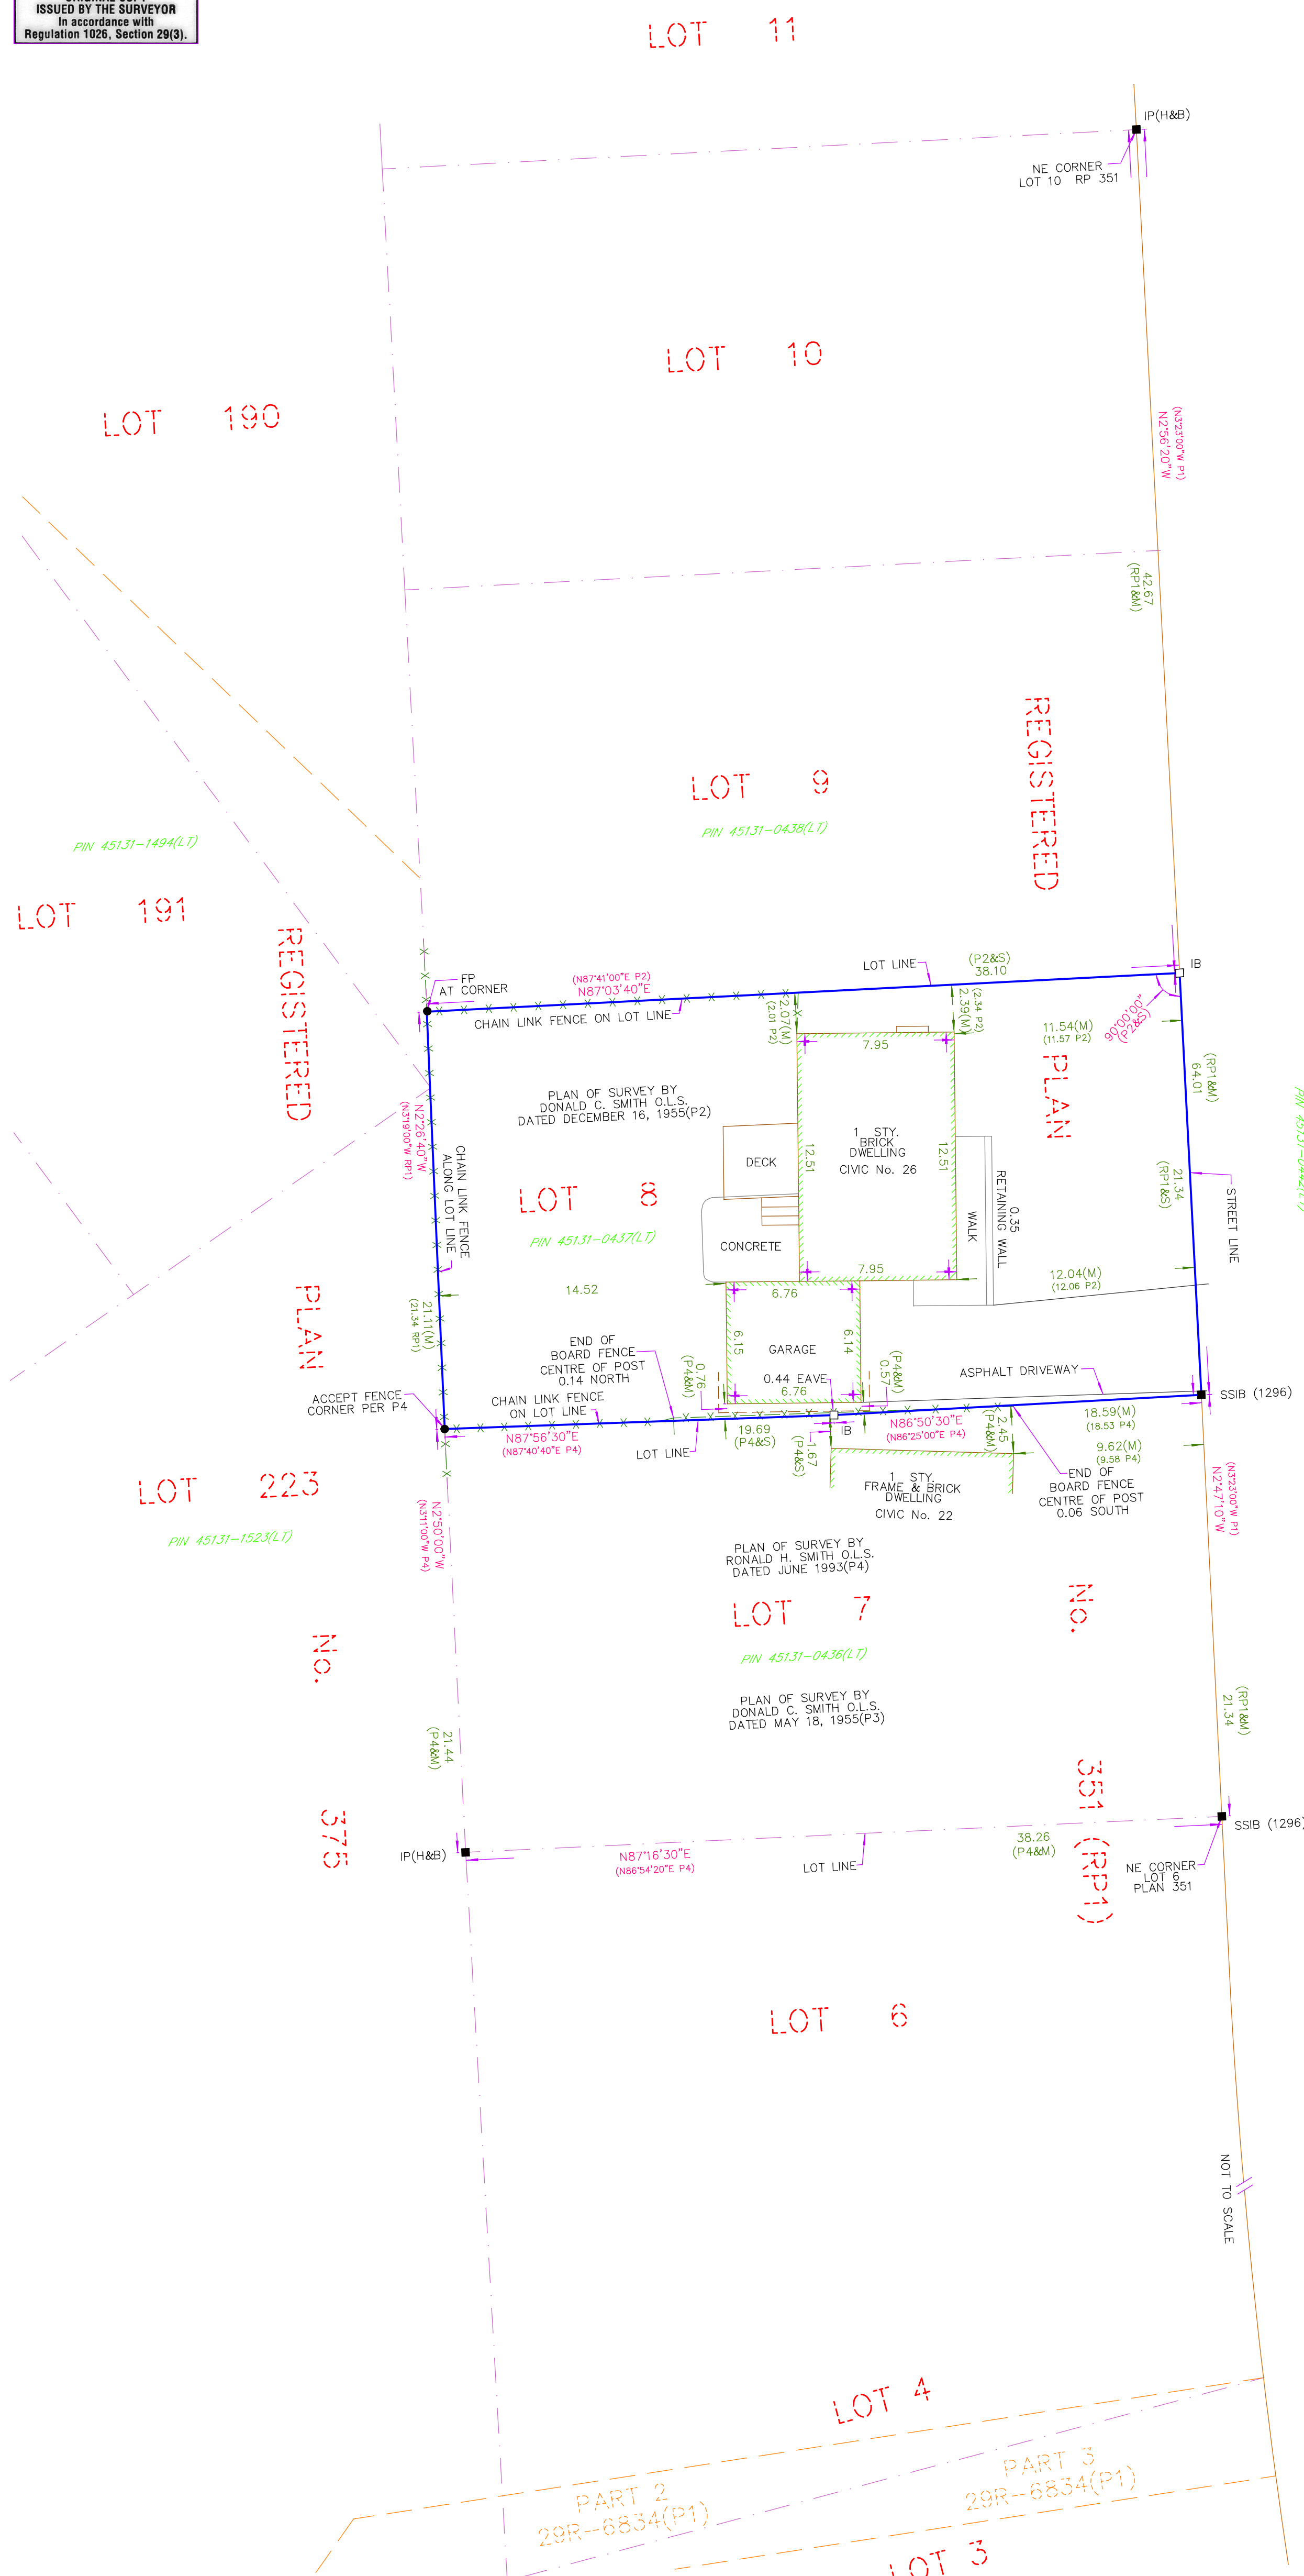 ISSUED BY THE SURVEYOR
In accordance with
Regulation 1026, Section 29(3).
LOT 11
IP(H&B)
NE CORNER
LOT 10 RP 351
LOT 10
LOT 190
(N3°23'00"W P1)
N2°56'20"W
42.67
(RP1&M)
REGISTERED
LOT 9
PIN 45131-0438(LT)
PIN 45131-1494(LT)
LOT 191
REGISTERED
FP
AT CORNER
(N87°41'00"E P2)
N87°03'40"E
LOT LINE
(P2&S)
38.10
IB
CHAIN LINK FENCE ON LOT LINE
2.07(M)
(2.01 P2)
(2.34 P2)
2.39(M)
7.95
11.54(M)
(11.57 P2)
90°00'00"
(P2&S)
PLAN
(RP1&M)
64.01
PIN 45131-0442(LT)
PLAN OF SURVEY BY
DONALD C. SMITH O.L.S.
DATED DECEMBER 16, 1955(P2)
N2°26'40"W
(N3°19'00"W RP1)
CHAIN LINK FENCE
ALONG LOT LINE
1 STY.
BRICK
DWELLING
CIVIC No. 26
12.51
12.51
DECK
LOT 8
PIN 45131-0437(LT)
CONCRETE
0.35
RETAINING WALL
WALK
21.34
(RP1&S)
STREET LINE
7.95
12.04(M)
(12.06 P2)
14.52
6.76
PLAN
21.11(M)
(21.34 RP1)
END OF
BOARD FENCE
CENTRE OF POST
0.14 NORTH
6.15
GARAGE
6.14
0.76
(P4&M)
0.44 EAVE
6.76
(P4&M)
0.57
ASPHALT DRIVEWAY
SSIB (1296)
ACCEPT FENCE
CORNER PER P4
CHAIN LINK FENCE
ON LOT LINE
N87°56'30"E
(N87°40'40"E P4)
LOT LINE
19.69
(P4&S)
IB
N86°50'30"E
(N86°25'00"E P4)
18.59(M)
(18.53 P4)
1.67
(P4&S)
2.45
(P4&M)
9.62(M)
(9.58 P4)
1 STY.
FRAME & BRICK
DWELLING
CIVIC No. 22
END OF
BOARD FENCE
CENTRE OF POST
0.06 SOUTH
(N3°23'00"W P1)
N2°47'10"W
LOT 223
PIN 45131-1523(LT)
N2°50'00"W
(N3°11'00"W P4)
PLAN OF SURVEY BY
RONALD H. SMITH O.L.S.
DATED JUNE 1993(P4)
No.
LOT 7
PIN 45131-0436(LT)
No.
PLAN OF SURVEY BY
DONALD C. SMITH O.L.S.
DATED MAY 18, 1955(P3)
(RP1&M)
21.34
21.44
(P4&M)
351 (RP1)
375
IP(H&B)
N87°16'30"E
(N86°54'20"E P4)
LOT LINE
38.26
(P4&M)
SSIB (1296)
NE CORNER
LOT 6
PLAN 351
LOT 6
NOT TO SCALE
LOT 4
PART 2
29R-6834(P1)
PART 3
29R-6834(P1)
LOT 3